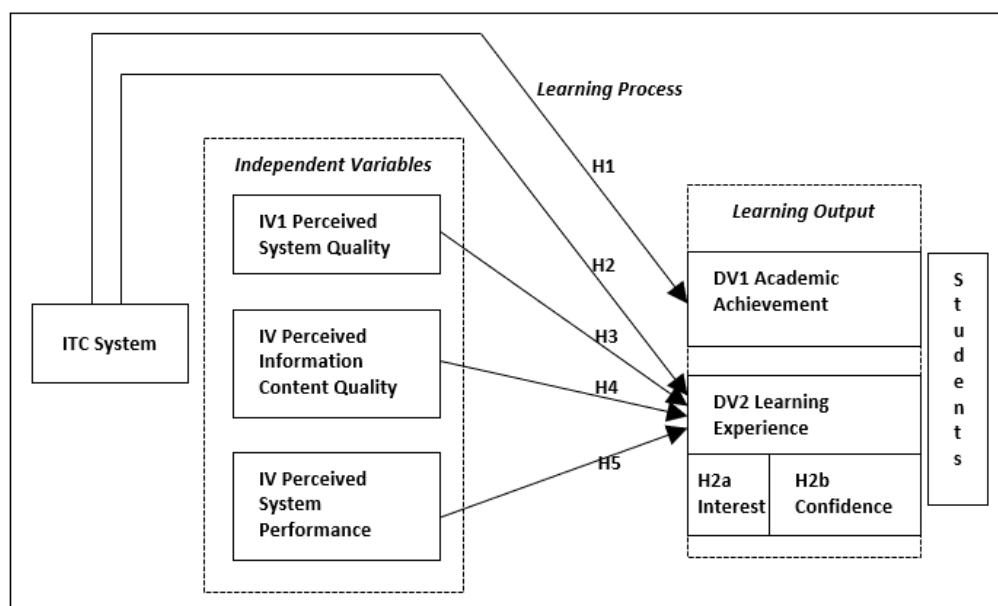 Learning Process
Independent Variables
H1
IV1 Perceived
System Quality
Learning Output
H2
DV1 Academic
Achievement
ITC System
IV Perceived
Information
Content Quality
H3
H4
DV2 Learning
Experience
H5
IV Perceived
System
Performance
H2a
Interest
H2b
Confidence
S
t
u
d
e
n
t
s